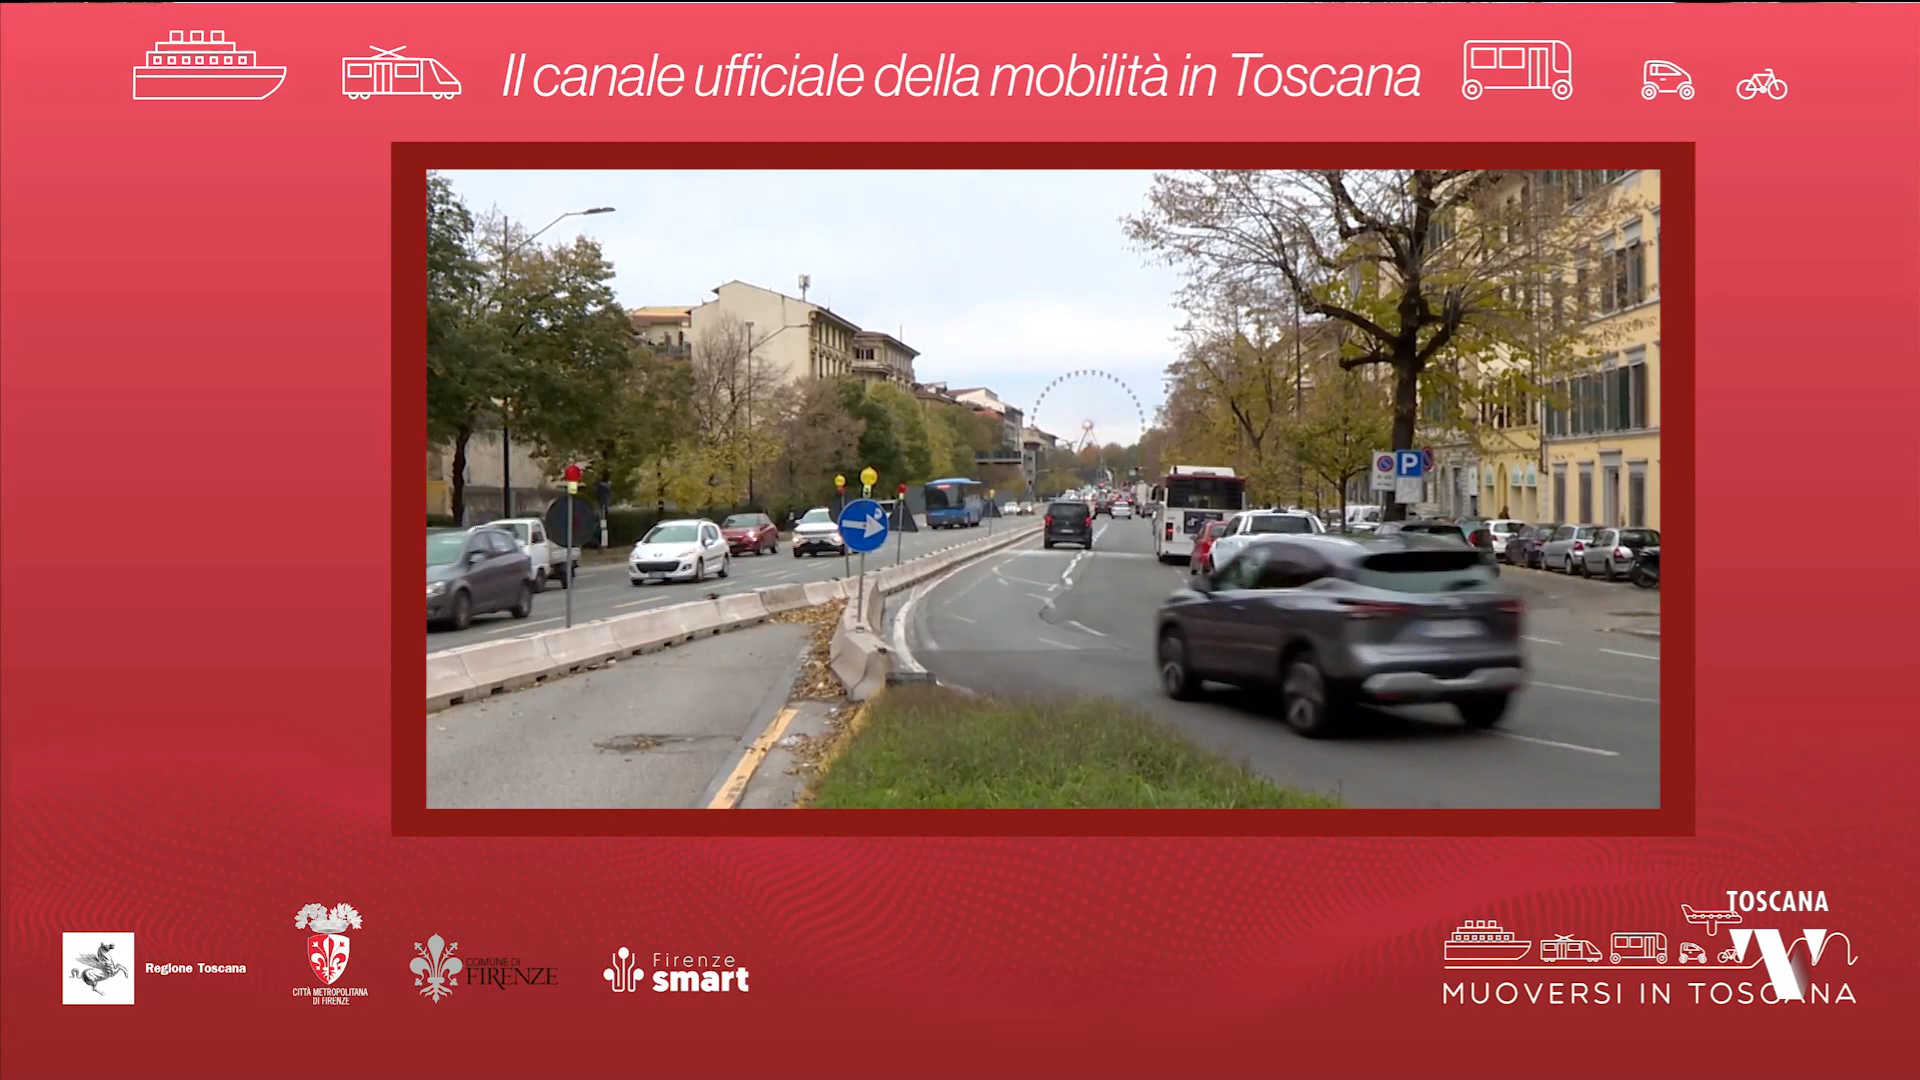 Il canale ufficiale della mobilità in Toscana
P
Regione Toscana
CITTÀ METROPOLITANA
DI FIRENZE
COMUNE DI
FIRENZE
Firenze
smart
TOSCANA
MUOVERSI IN TOSCANA